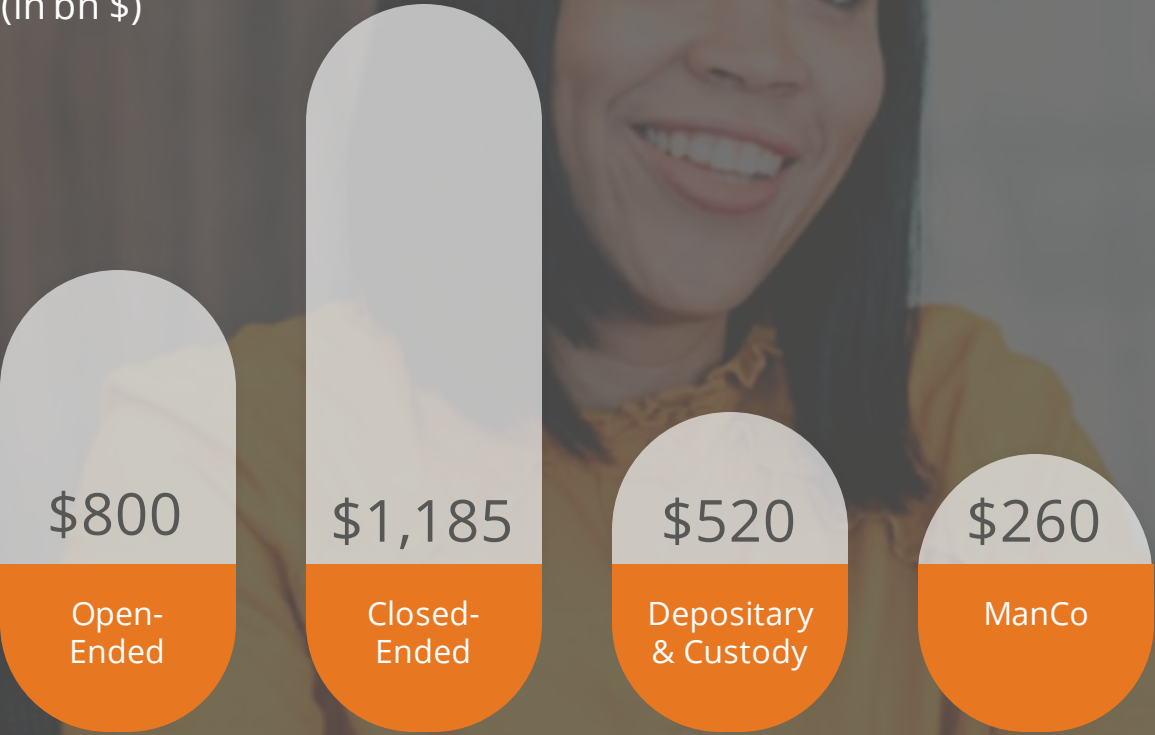 (in bn $)
$800
$1,185
$520
$260
Open-
Ended
Closed-
Ended
Depositary
& Custody
ManCo